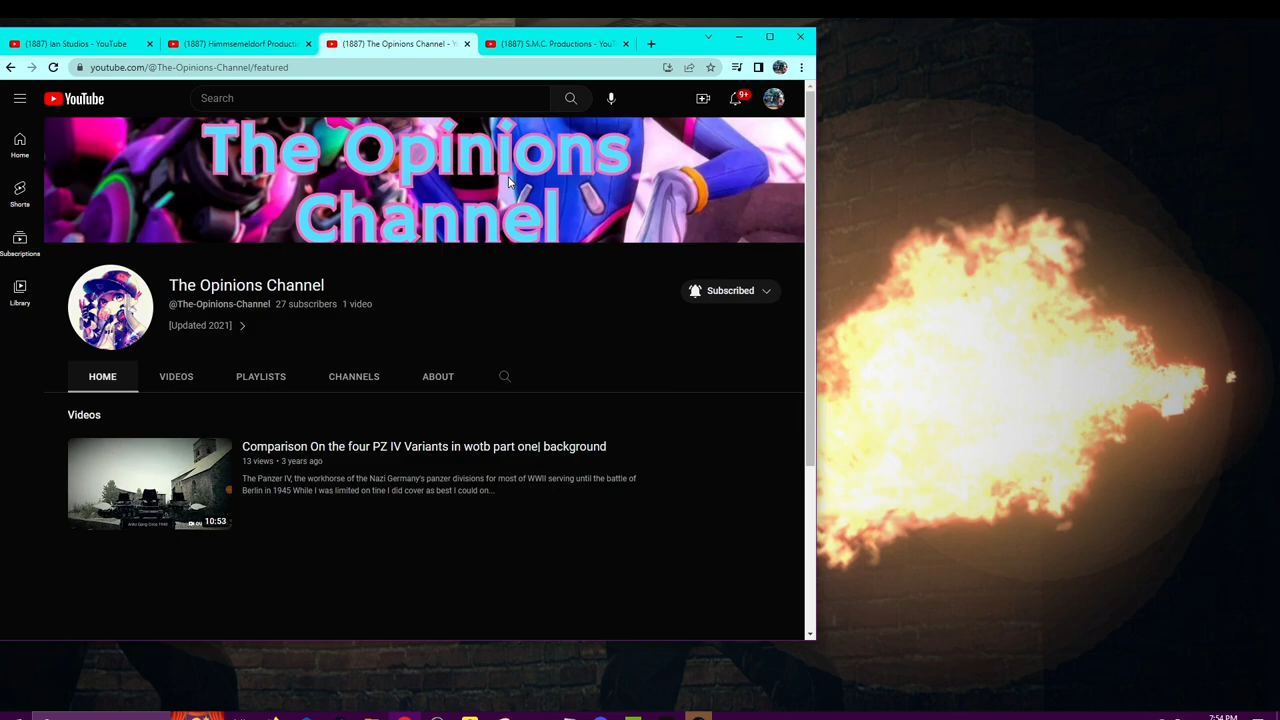 (1887) Ian Studios - YouTube
(1887) Himmsemeldorf Producti
(1887) The Opinions Channel - Y
(1887) S.M.C. Productions - YouT
youtube.com/@The-Opinions-Channel/featured
YouTube
Search
9+
Home
Shorts
Subscriptions
Library
The Opinions
Channel
The Opinions Channel
@The-Opinions-Channel 27 subscribers 1 video
[Updated 2021]
Subscribed
HOME
VIDEOS
PLAYLISTS
CHANNELS
ABOUT
Videos
Comparison On the four PZ IV Variants in wotb part one| background
13 views • 3 years ago
The Panzer IV, the workhorse of the Nazi Germany's panzer divisions for most of WWII serving until the battle of
Berlin in 1945 While I was limited on tine I did cover as best I could on...
10:53
7:54 PM